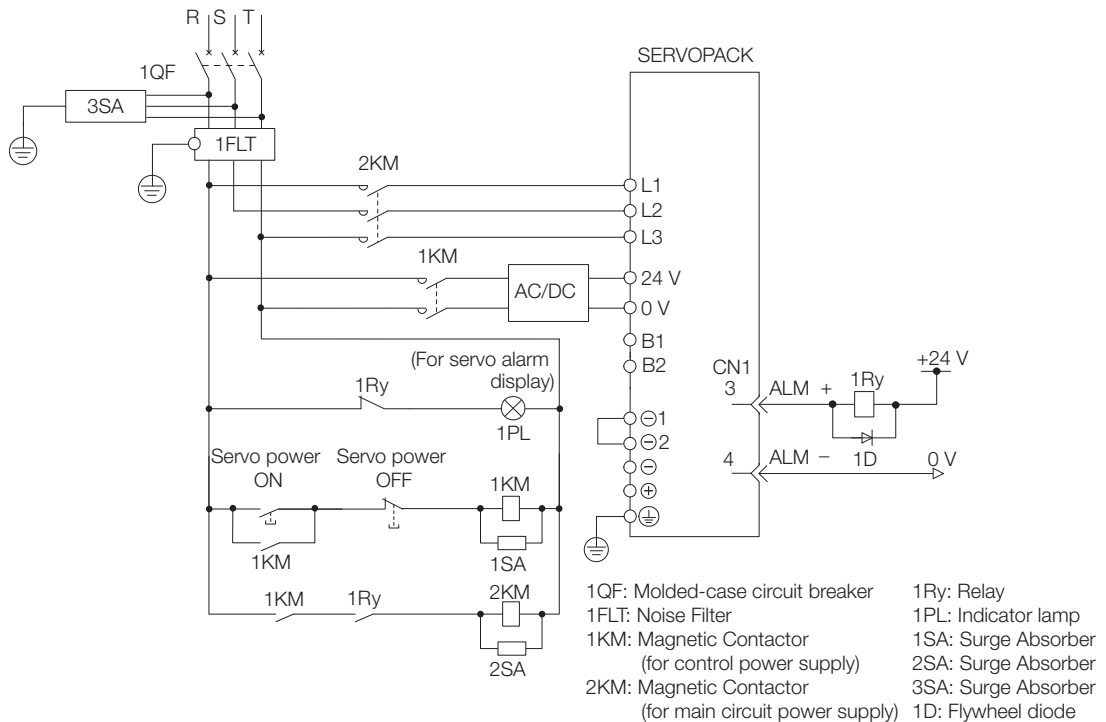 R S T
SERVOPACK
1QF
3SA
1FLT
2KM
L1
L2
L3
1KM
AC/DC
24 V
0 V
B1
B2
(For servo alarm
display)
1Ry
1PL
CN1
+24 V
3 ALM + 1Ry
1D
4 ALM − 0 V
⊖1
⊖2
⊖
⊕
Servo power
ON
Servo power
OFF
1KM
1KM
1SA
1KM 1Ry 2KM
2SA
1QF: Molded-case circuit breaker
1FLT: Noise Filter
1KM: Magnetic Contactor
(for control power supply)
2KM: Magnetic Contactor
(for main circuit power supply)
1Ry: Relay
1PL: Indicator lamp
1SA: Surge Absorber
2SA: Surge Absorber
3SA: Surge Absorber
1D: Flywheel diode